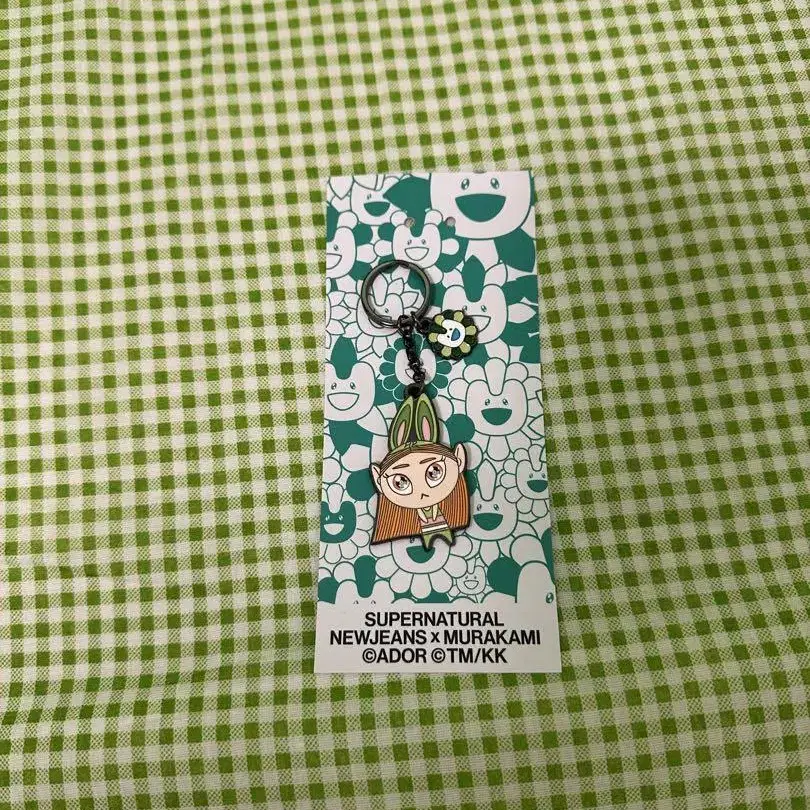 SUPERNATURAL
NEWJEANS x MURAKAMI
©ADOR ©TM/KK